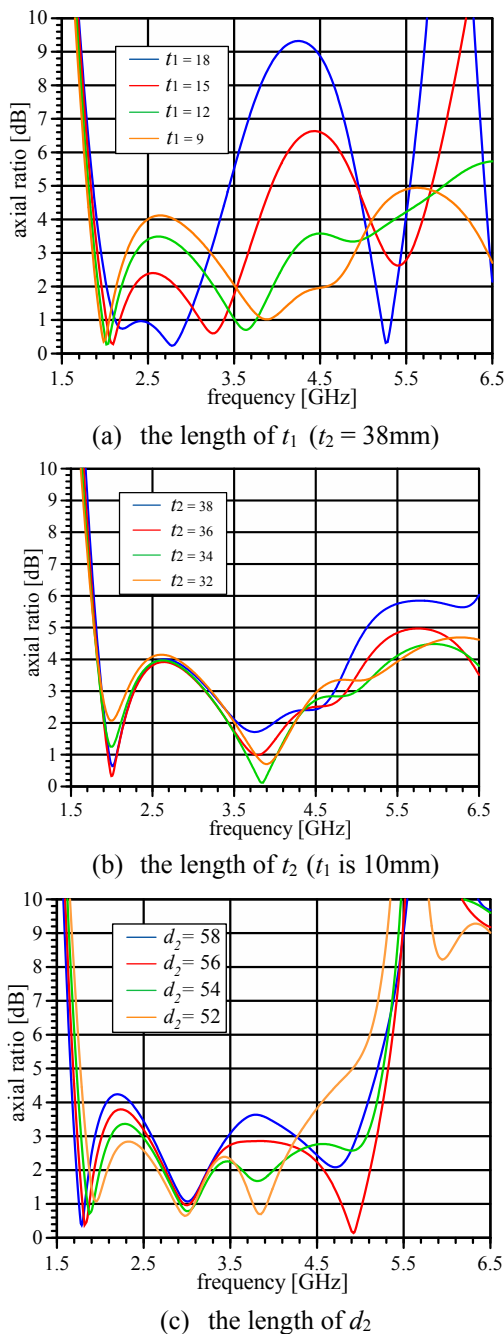 10
9
8
7
6
5
4
3
2
1
0
axial ratio [dB]
t1 = 18
t1 = 15
t1 = 12
t1 = 9
1.5 2.5 3.5 4.5 5.5 6.5
frequency [GHz]
(a) the length of t1 (t2 = 38mm)
10
9
8
7
6
5
4
3
2
1
0
axial ratio [dB]
t2 = 38
t2 = 36
t2 = 34
t2 = 32
1.5 2.5 3.5 4.5 5.5 6.5
frequency [GHz]
(b) the length of t2 (t1 is 10mm)
10
9
8
7
6
5
4
3
2
1
0
axial ratio [dB]
d2= 58
d2= 56
d2= 54
d2= 52
1.5 2.5 3.5 4.5 5.5 6.5
frequency [GHz]
(c) the length of d2